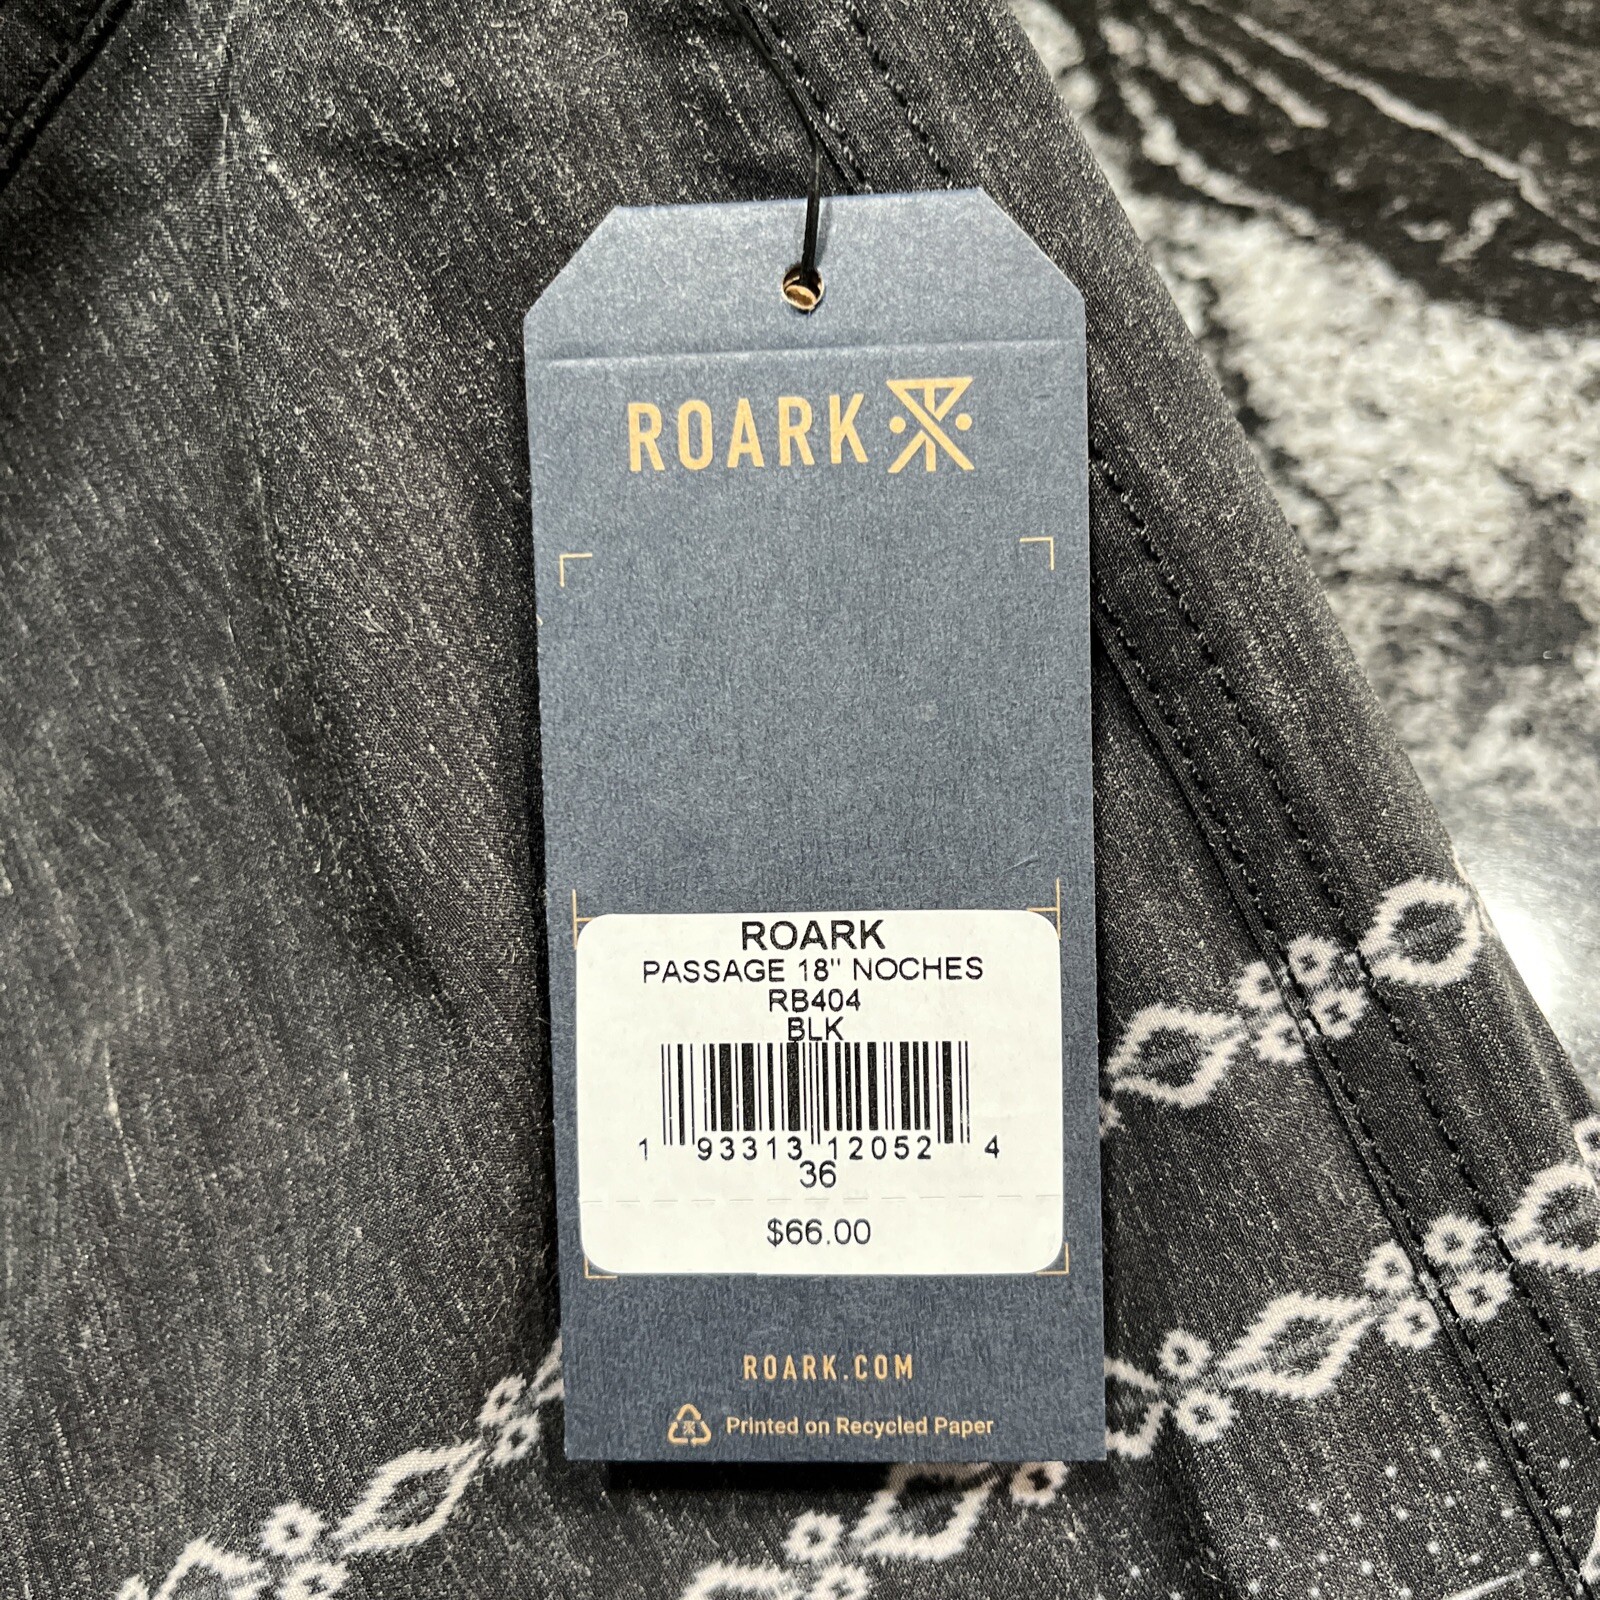 ROARK
ROARK
PASSAGE 18" NOCHES
RB404
BLK
1 93313 12052 4
36
$66.00
ROARK.COM
Printed on Recycled Paper